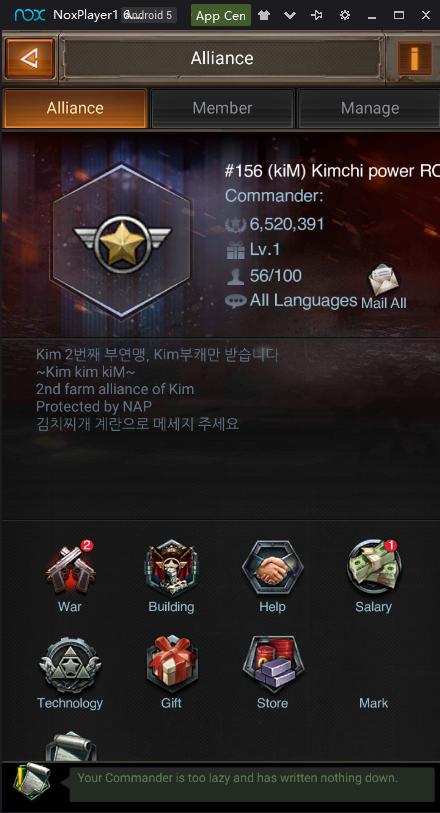 nox NoxPlayer1 6... Android 5 App Cen
Alliance
Alliance Member Manage
#156 (kiM) Kimchi power RO
Commander:
6,520,391
Lv.1
56/100
All Languages Mail All
Kim 2번째 부연맹, Kim부캐만 받습니다
~Kim kim kiM~
2nd farm alliance of Kim
Protected by NAP
김치찌개 계란으로 메세지 주세요
2 1
War Building Help Salary
Technology Gift Store Mark
Your Commander is too lazy and has written nothing down.